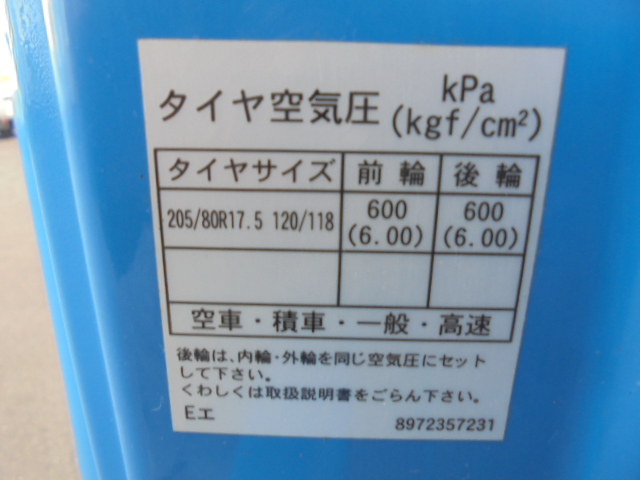 タイヤ空気圧 kPa
(kgf/cm²)
タイヤサイズ 前輪 後輪
205/80R17.5 120/118 600 600
(6.00) (6.00)
空車・積車・一般・高速
後輪は、内輪・外輪を同じ空気圧にセット
して下さい。
くわしくは取扱説明書をごらん下さい。
Eエ 8972357231